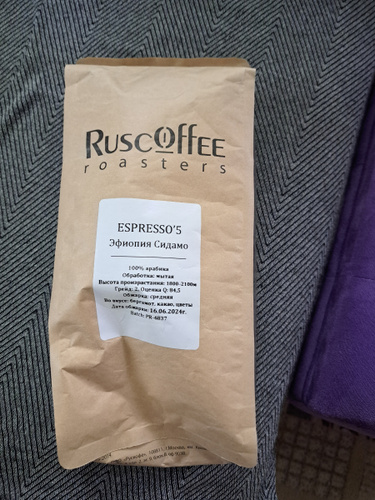 RUSCOFFEE
roasters
ESPRESSO'5
Эфиопия Сидамо
100% арабика
Обработка: мытая
Высота произрастания: 1800-2100м
Грейд: 2, Оценка Q: 84,5
Обжарка: средняя
Во вкусе: бергамот, какао, цветы
Дата обжарки: 16.06.2024г.
Batch: PR-4827